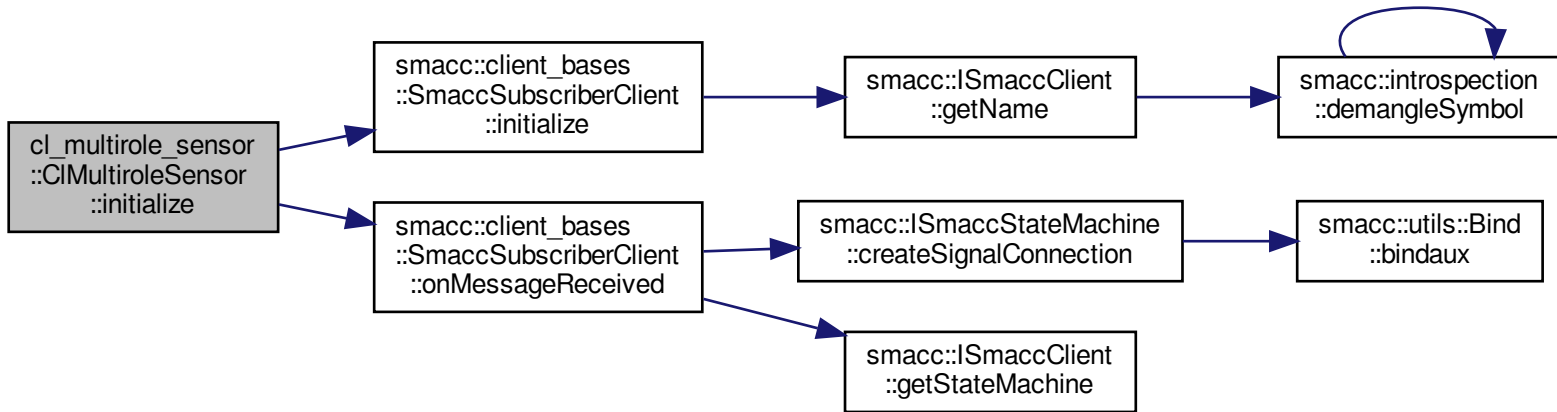 cl_multirole_sensor
::ClMultiroleSensor
::initialize
smacc::client_bases
::SmaccSubscriberClient
::initialize
smacc::ISmaccClient
::getName
smacc::introspection
::demangleSymbol
smacc::client_bases
::SmaccSubscriberClient
::onMessageReceived
smacc::ISmaccStateMachine
::createSignalConnection
smacc::utils::Bind
::bindaux
smacc::ISmaccClient
::getStateMachine